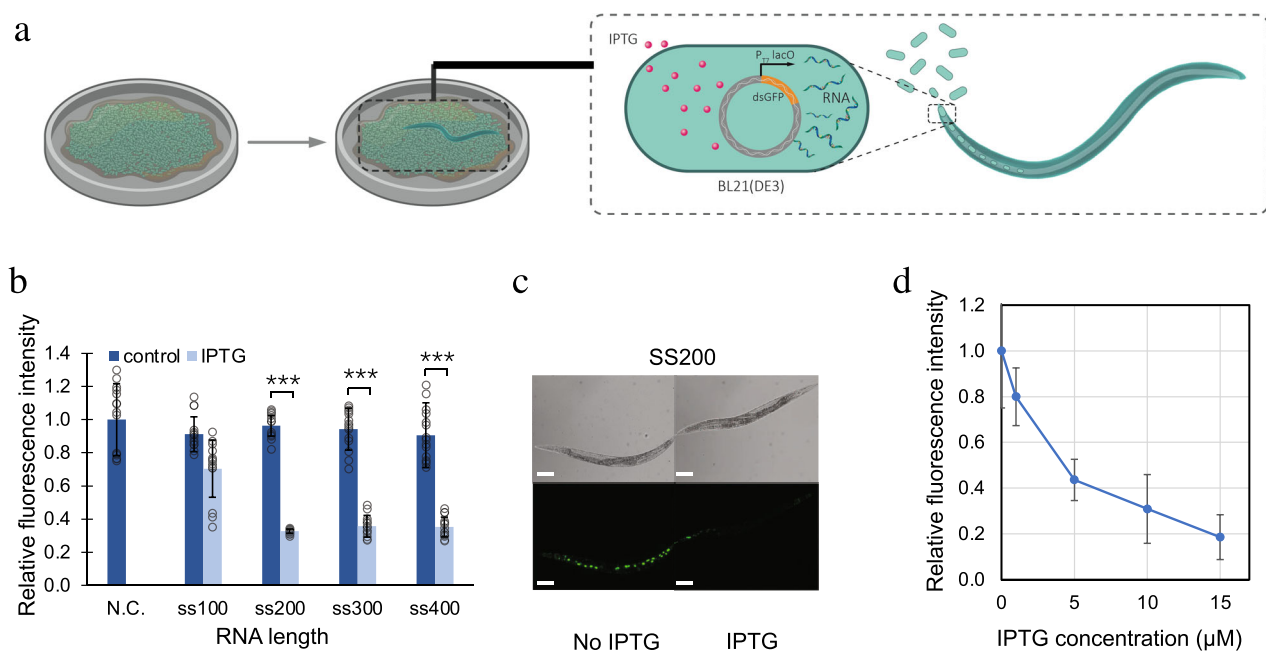 a
IPTG
P T7 lacO
dsGFP
RNA
BL21(DE3)
b
Relative fluorescence intensity
1.4
1.2
1.0
0.8
0.6
0.4
0.2
0.0
control IPTG
***
***
***
N.C. ss100 ss200 ss300 ss400
RNA length
c
SS200
No IPTG IPTG
d
Relative fluorescence intensity
1.2
1.0
0.8
0.6
0.4
0.2
0.0
0 5 10 15
IPTG concentration (µM)